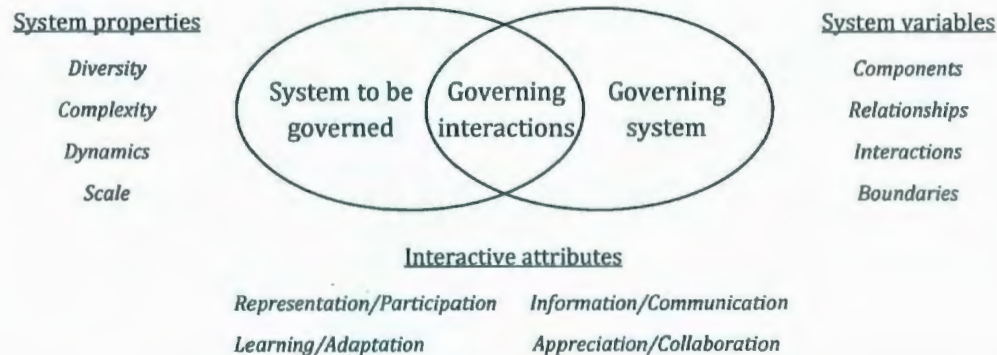 System properties
Diversity
Complexity
Dynamics
Scale
System to be
governed
Governing
interactions
Governing
system
System variables
Components
Relationships
Interactions
Boundaries
Interactive attributes
Representation/Participation
Information/Communication
Learning/Adaptation
Appreciation/Collaboration